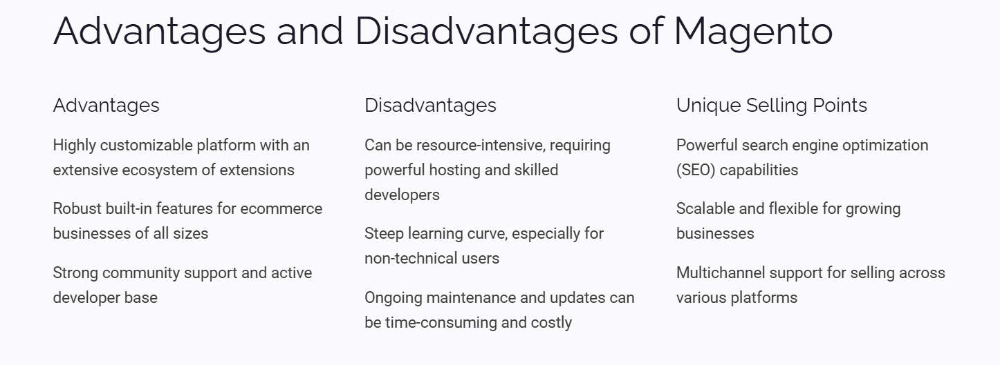 Advantages and Disadvantages of Magento
Advantages
Highly customizable platform with an
extensive ecosystem of extensions
Robust built-in features for ecommerce
businesses of all sizes
Strong community support and active
developer base
Disadvantages
Can be resource-intensive, requiring
powerful hosting and skilled
developers
Steep learning curve, especially for
non-technical users
Ongoing maintenance and updates can
be time-consuming and costly
Unique Selling Points
Powerful search engine optimization
(SEO) capabilities
Scalable and flexible for growing
businesses
Multichannel support for selling across
various platforms